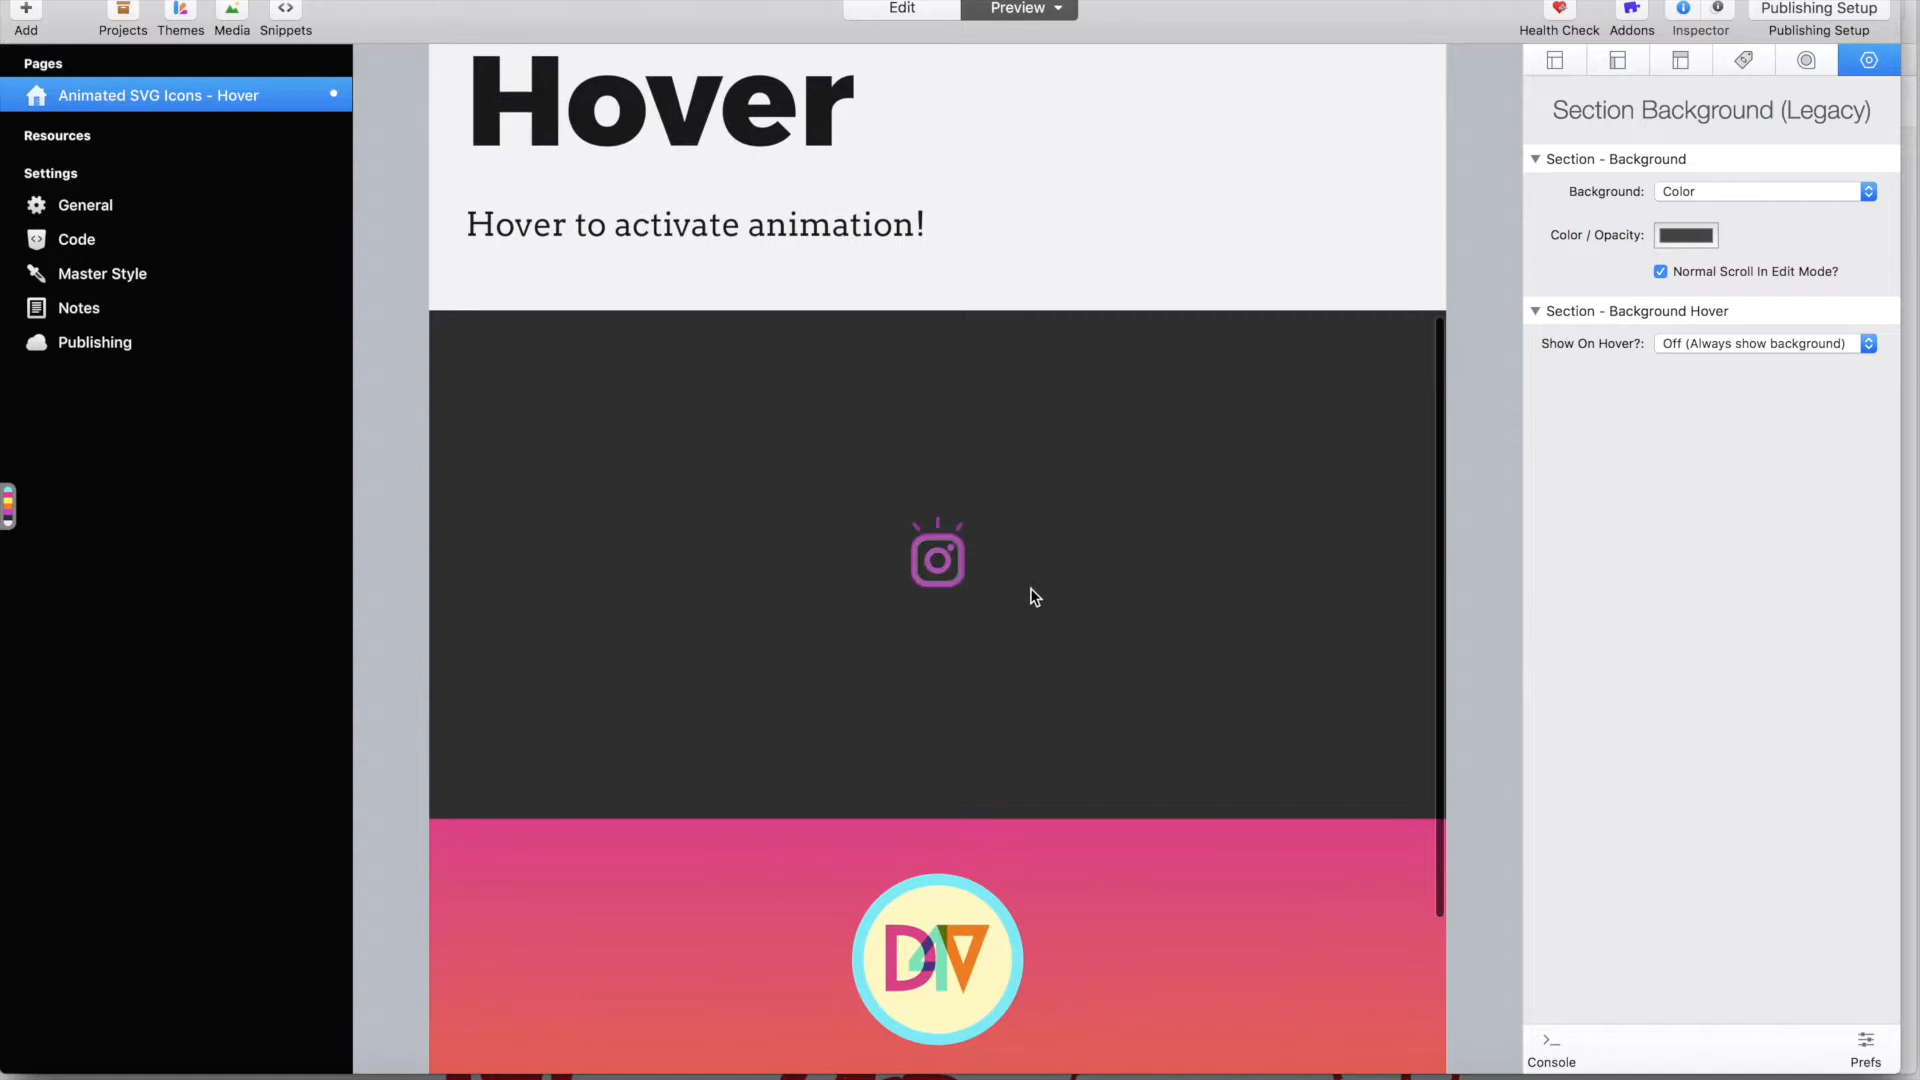 Edit
Preview
Publishing Setup
Add
Projects
Themes
Media
Snippets
Health Check
Addons
Inspector
Publishing Setup
Pages
Animated SVG Icons - Hover
Resources
Settings
General
Code
Master Style
Notes
Publishing
Hover
Hover to activate animation!
D4V
Section Background (Legacy)
Section - Background
Background: Color
Color / Opacity:
Normal Scroll In Edit Mode?
Section - Background Hover
Show On Hover?: Off (Always show background)
Console
Prefs